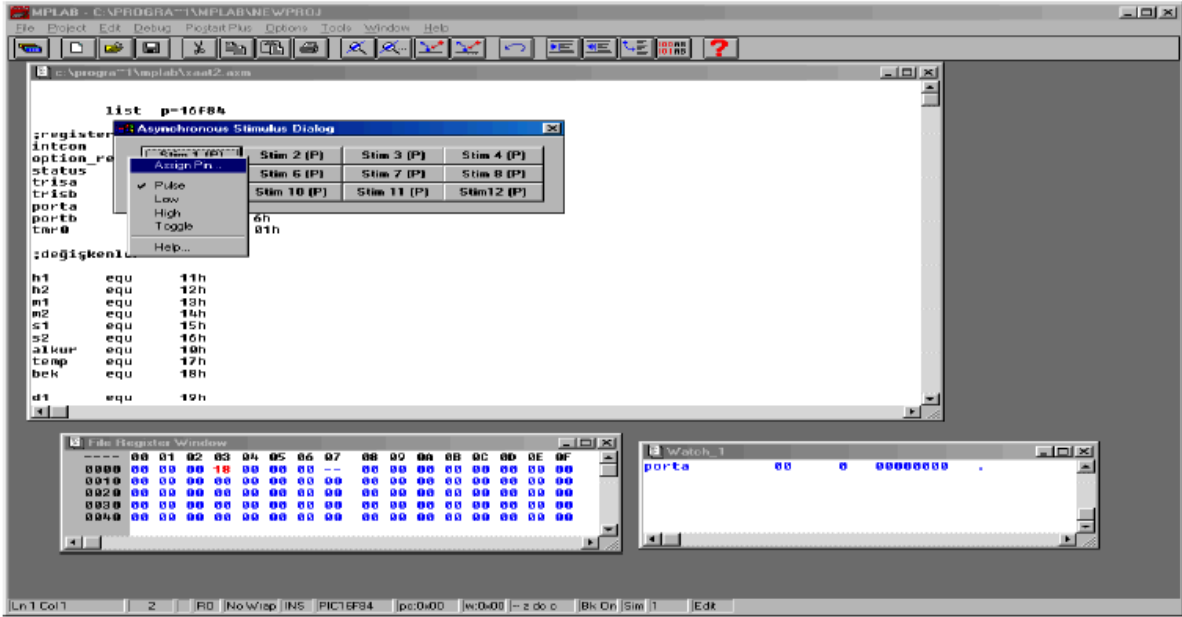 MPLAB - C:\PROGRA~1\MPLAB\NEWPROJ
File Project Edit Debug Picstart Plus Options Tools Window Help
c:\progra~1\mplab\xaat2.asm
list p=16F84
Asynchronous Stimulus Dialog
;register
intcon
option_re
status
trisa
trisb
porta
portb 6h
tmr0 01h
Stim 1 (P) Stim 2 (P) Stim 3 (P) Stim 4 (P)
Stim 6 (P) Stim 7 (P) Stim 8 (P)
Stim 10 (P) Stim 11 (P) Stim12 (P)
Assign Pin...
Pulse
Low
High
Toggle
Help...
;değişkenl
h1 equ 11h
h2 equ 12h
m1 equ 13h
m2 equ 14h
s1 equ 15h
s2 equ 16h
alkur equ 10h
temp equ 17h
bek equ 18h
d1 equ 19h
File Register Window
---- 00 01 02 03 04 05 06 07 08 09 0A 0B 0C 0D 0E 0F
0000 00 00 00 18 00 00 00 -- 00 00 00 00 00 00 00 00
0010 00 00 00 00 00 00 00 00 00 00 00 00 00 00 00 00
0020 00 00 00 00 00 00 00 00 00 00 00 00 00 00 00 00
0030 00 00 00 00 00 00 00 00 00 00 00 00 00 00 00 00
0040 00 00 00 00 00 00 00 00 00 00 00 00 00 00 00 00
Watch_1
porta 00 0 00000000 .
Ln 1 Col 1 2 R0 No Wrap INS PIC16F84 pc:0x00 w:0x00 -- z dc c Bk On Sim 1 Edit